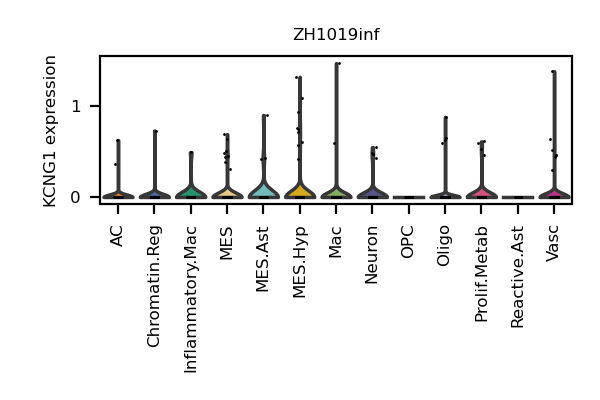 ZH1019inf
KCNG1 expression
1
0
AC
Chromatin.Reg
Inflammatory.Mac
MES
MES.Ast
MES.Hyp
Mac
Neuron
OPC
Oligo
Prolif.Metab
Reactive.Ast
Vasc